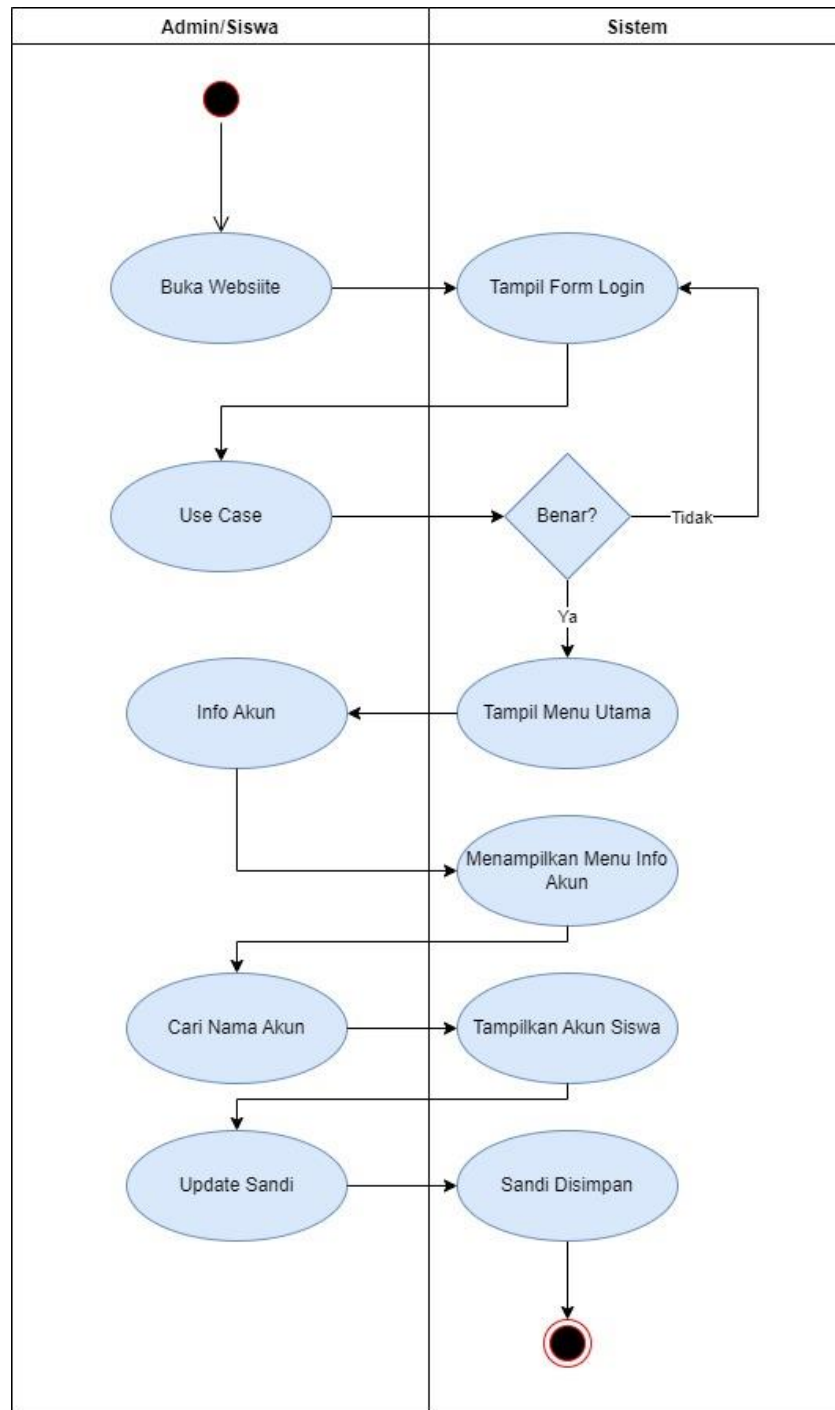 Admin/Siswa
Sistem
Buka Websiite
Tampil Form Login
Use Case
Benar?
Tidak
Ya
Info Akun
Tampil Menu Utama
Menampilkan Menu Info
Akun
Cari Nama Akun
Tampilkan Akun Siswa
Update Sandi
Sandi Disimpan